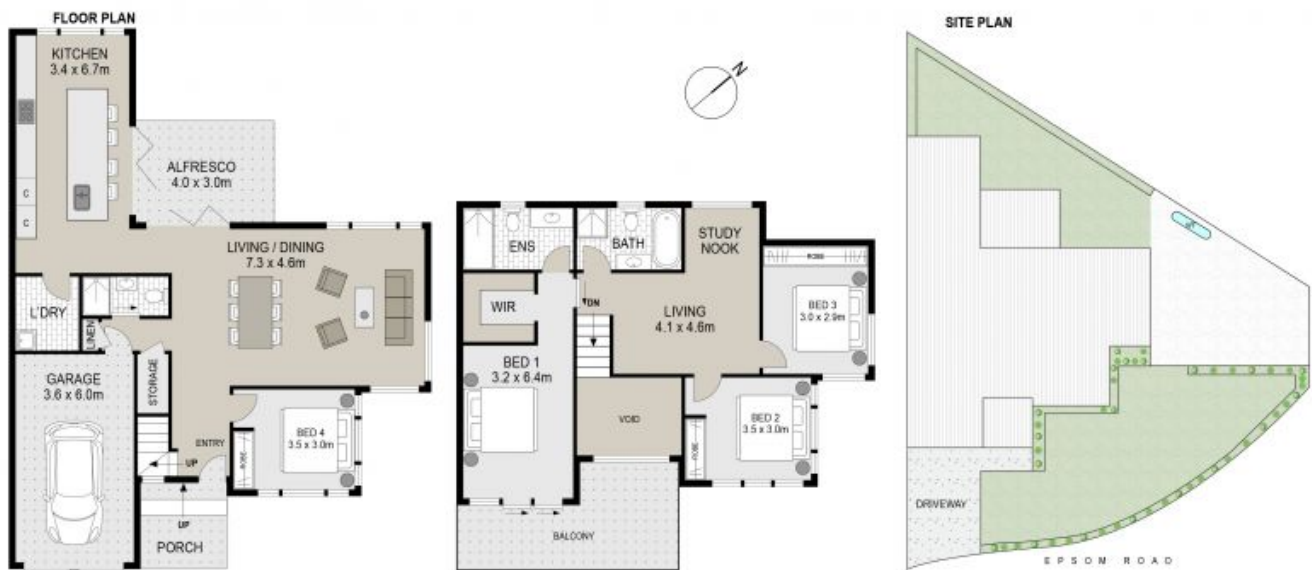 FLOOR PLAN
KITCHEN
3.4 x 6.7m
C
C
ALFRESCO
4.0 x 3.0m
LIVING / DINING
7.3 x 4.6m
L'DRY
LINEN
STORAGE
GARAGE
3.6 x 6.0m
ENTRY
BED 4
3.5 x 3.0m
ROBE
UP
UP
PORCH
N
ENS
BATH
STUDY
NOOK
ROBE
WIR
DN
LIVING
4.1 x 4.6m
BED 3
3.0 x 2.9m
BED 1
3.2 x 6.4m
VOID
BED 2
3.5 x 3.0m
ROBE
BALCONY
SITE PLAN
DRIVEWAY
EPSOM ROAD